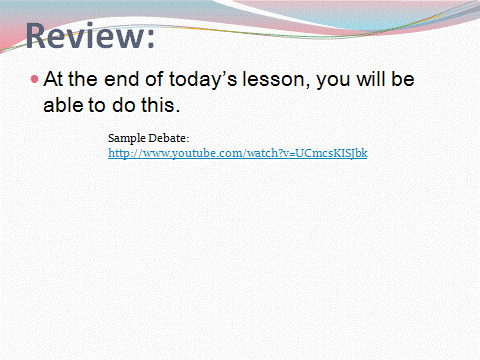 Review:
At the end of today’s lesson, you will be
able to do this.
Sample Debate:
http://www.youtube.com/watch?v=UCmcsKISJbk